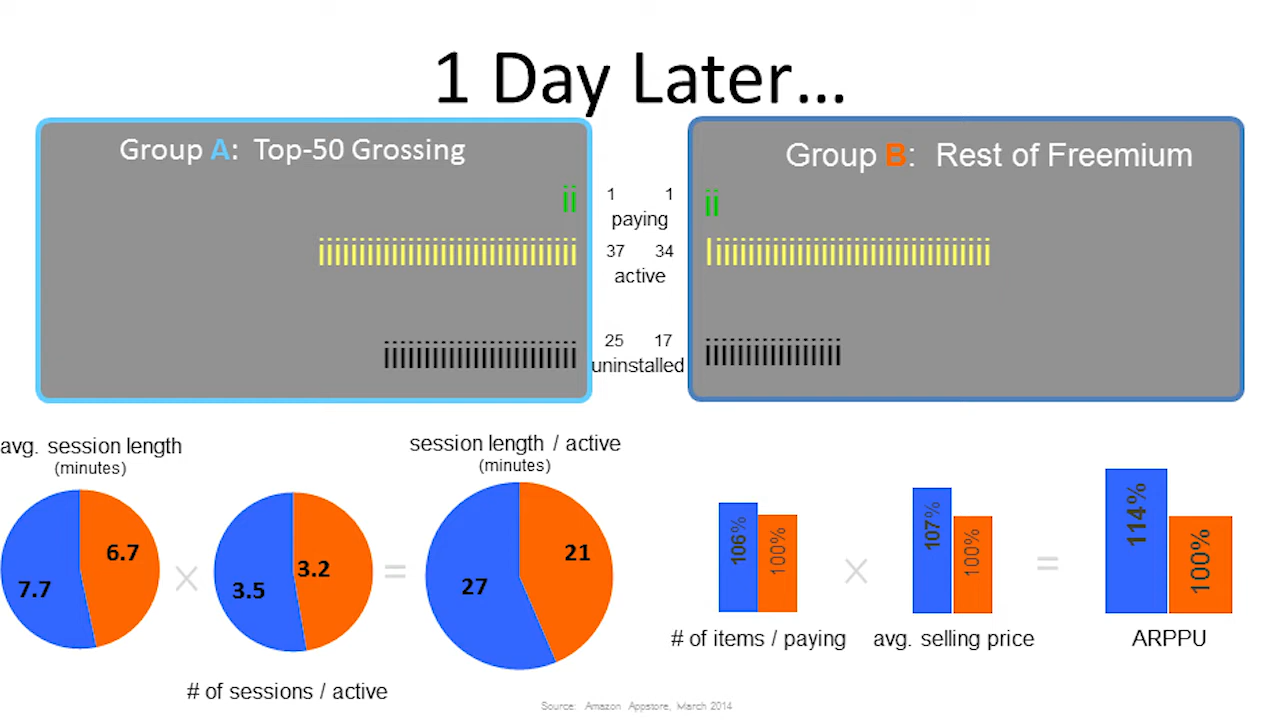 1 Day Later...
Group A: Top-50 Grossing
Group B: Rest of Freemium
ii
1 1
ii
paying
37 34
active
25 17
uninstalled
avg. session length
(minutes)
7.7
6.7
×
3.5
3.2
# of sessions / active
=
session length / active
(minutes)
27
21
106%
100%
# of items / paying
×
107%
100%
avg. selling price
=
114%
100%
ARPPU
Source: Amazon Appstore, March 2014